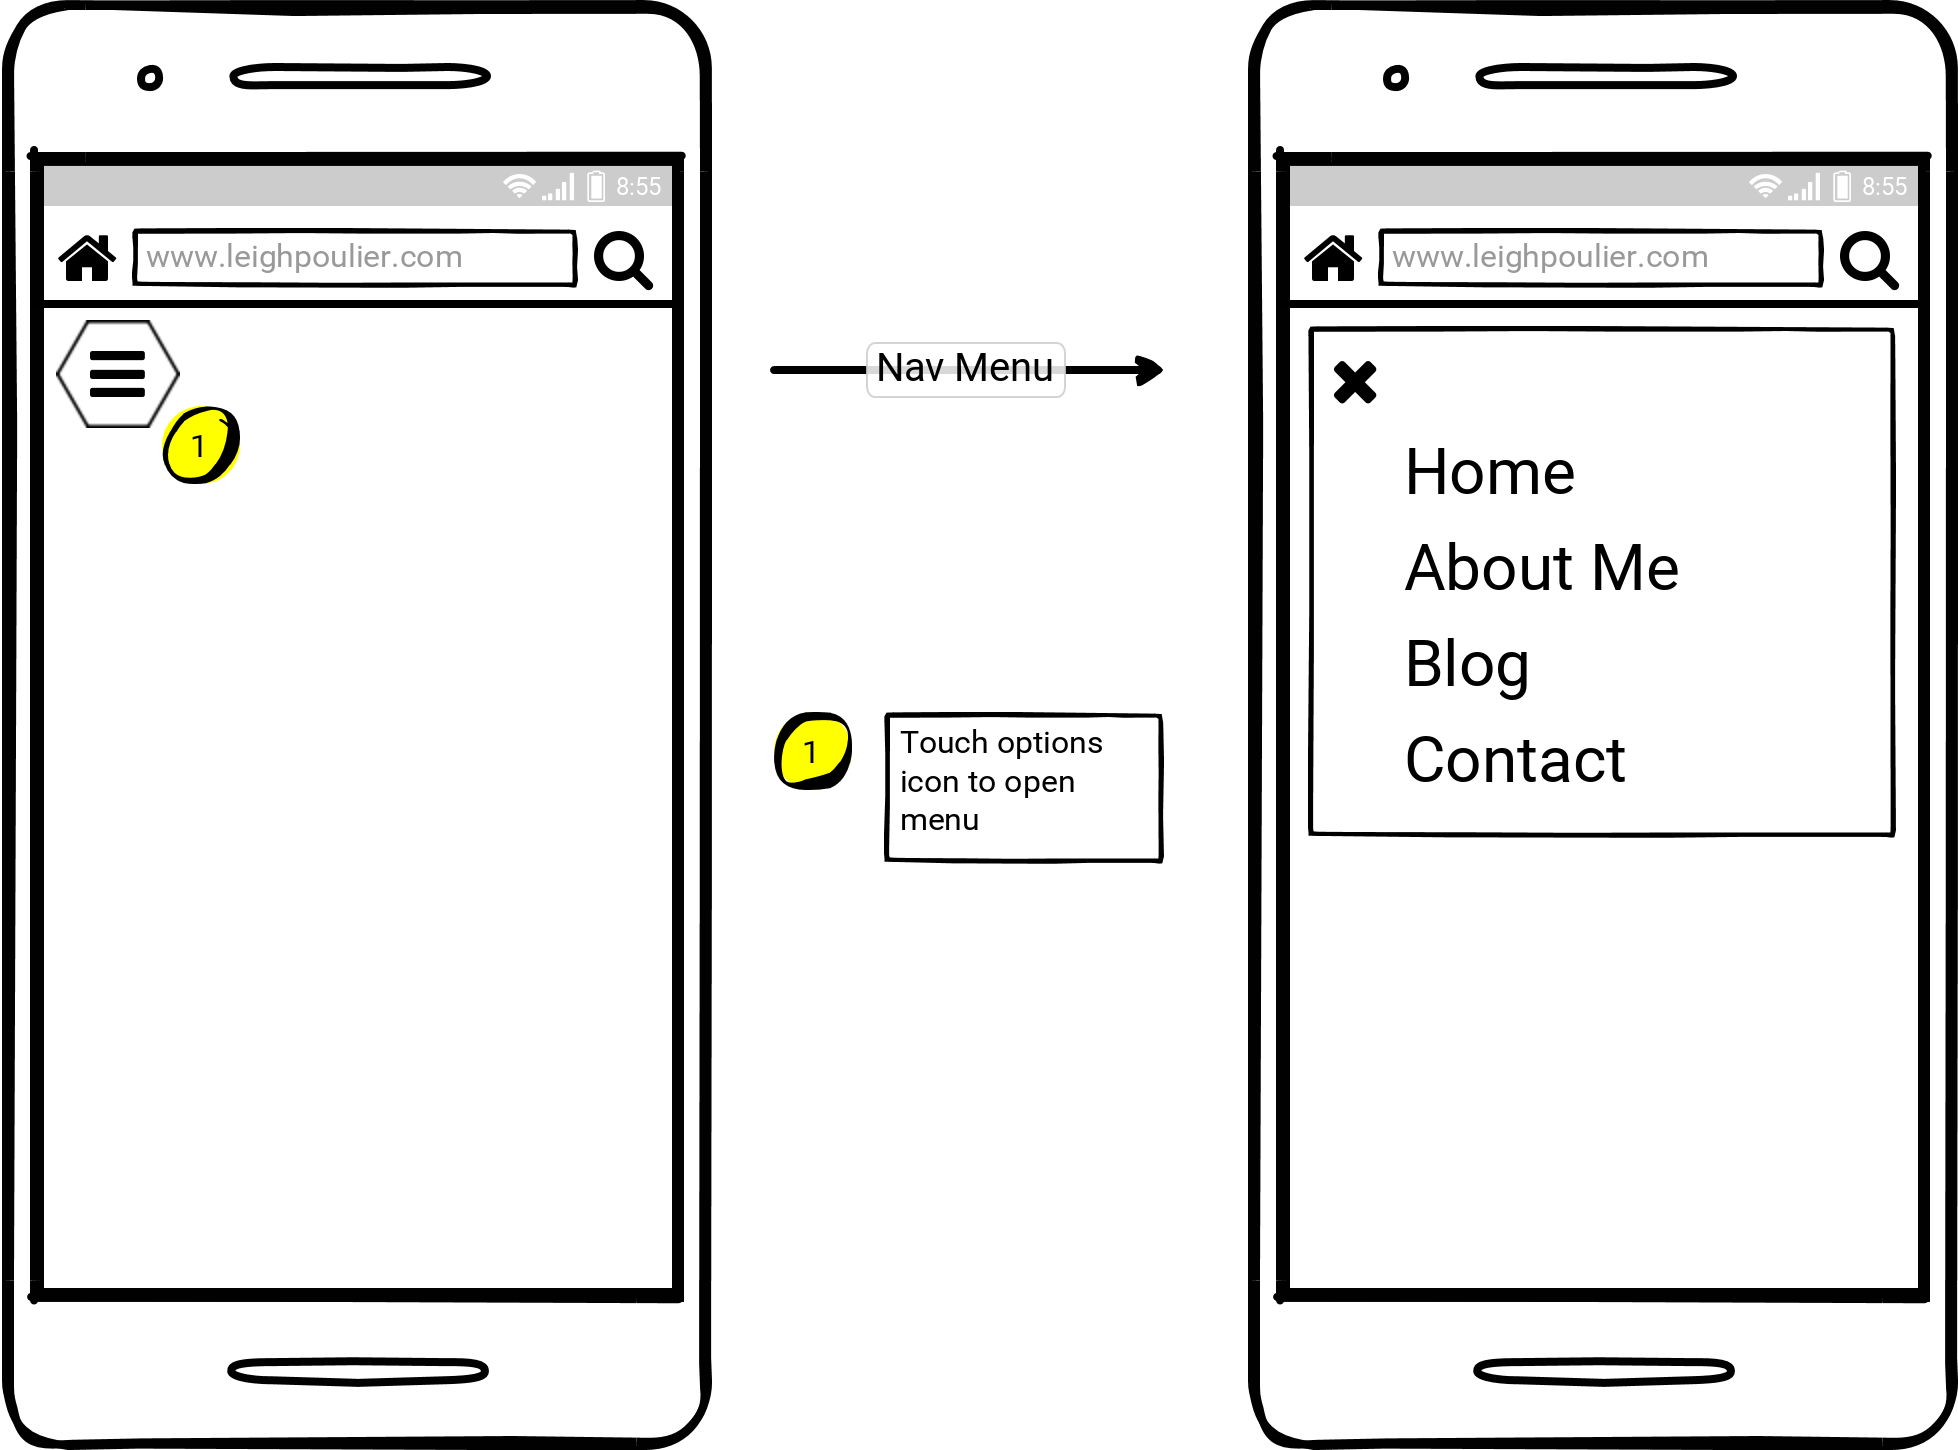 8:55
www.leighpoulier.com
1
Nav Menu
1
Touch options
icon to open
menu
8:55
www.leighpoulier.com
Home
About Me
Blog
Contact